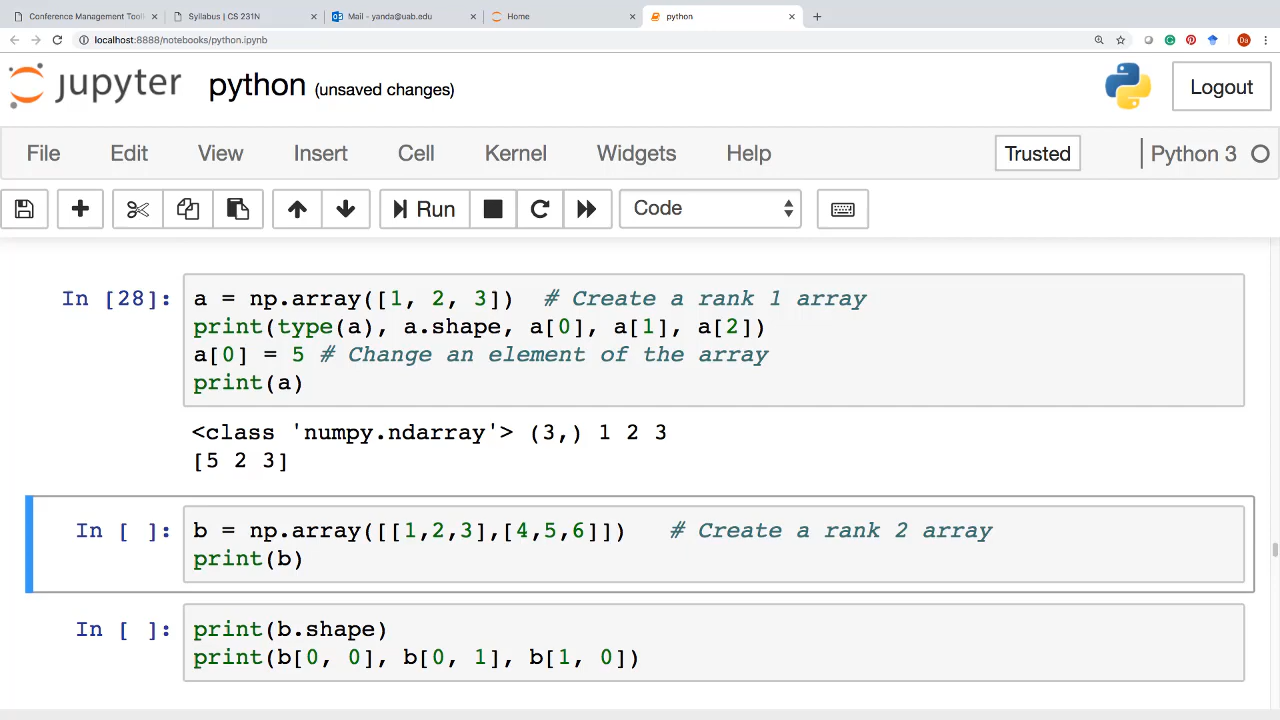 Conference Management Tool
Syllabus | CS 231N
Mail - yanda@uab.edu
Home
python
localhost:8888/notebooks/python.ipynb
Da
jupyter python (unsaved changes)
Logout
File Edit View Insert Cell Kernel Widgets Help
Trusted
Python 3
Run
Code
In [28]: a = np.array([1, 2, 3])  # Create a rank 1 array
print(type(a), a.shape, a[0], a[1], a[2])
a[0] = 5 # Change an element of the array
print(a)
<class 'numpy.ndarray'> (3,) 1 2 3
[5 2 3]
In [ ]: b = np.array([[1,2,3],[4,5,6]])   # Create a rank 2 array
print(b)
In [ ]: print(b.shape)
print(b[0, 0], b[0, 1], b[1, 0])